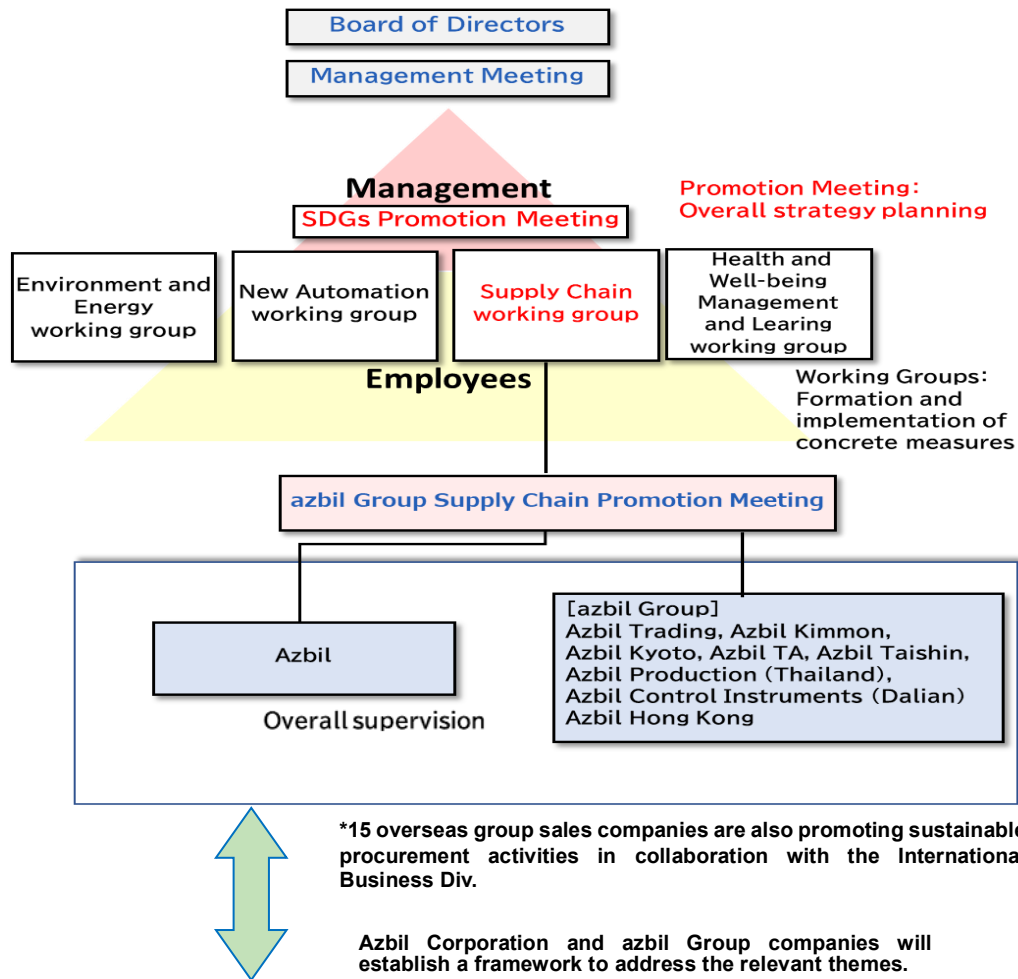 Board of Directors
Management Meeting
Management
SDGs Promotion Meeting
Promotion Meeting:
Overall strategy planning
Environment and
Energy
working group
New Automation
working group
Supply Chain
working group
Health and
Well-being
Management
and Learing
working group
Employees
Working Groups:
Formation and
implementation of
concrete measures
azbil Group Supply Chain Promotion Meeting
Azbil
Overall supervision
[azbil Group]
Azbil Trading, Azbil Kimmon,
Azbil Kyoto, Azbil TA, Azbil Taishin,
Azbil Production (Thailand),
Azbil Control Instruments (Dalian)
Azbil Hong Kong
*15 overseas group sales companies are also promoting sustainable
procurement activities in collaboration with the Internationa
Business Div.
Azbil Corporation and azbil Group companies will
establish a framework to address the relevant themes.